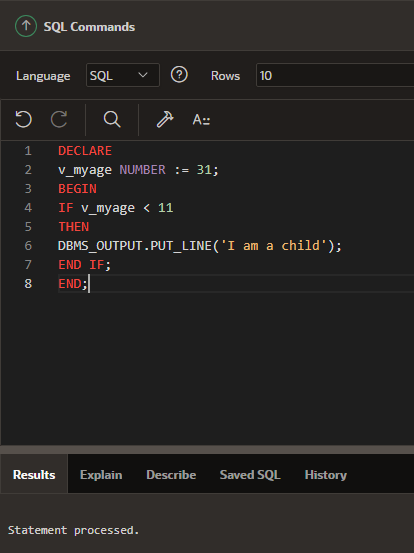 SQL Commands
Language SQL Rows 10
A::
1 DECLARE
2 v_myage NUMBER := 31;
3 BEGIN
4 IF v_myage < 11
5 THEN
6 DBMS_OUTPUT.PUT_LINE('I am a child');
7 END IF;
8 END;
Results Explain Describe Saved SQL History
Statement processed.